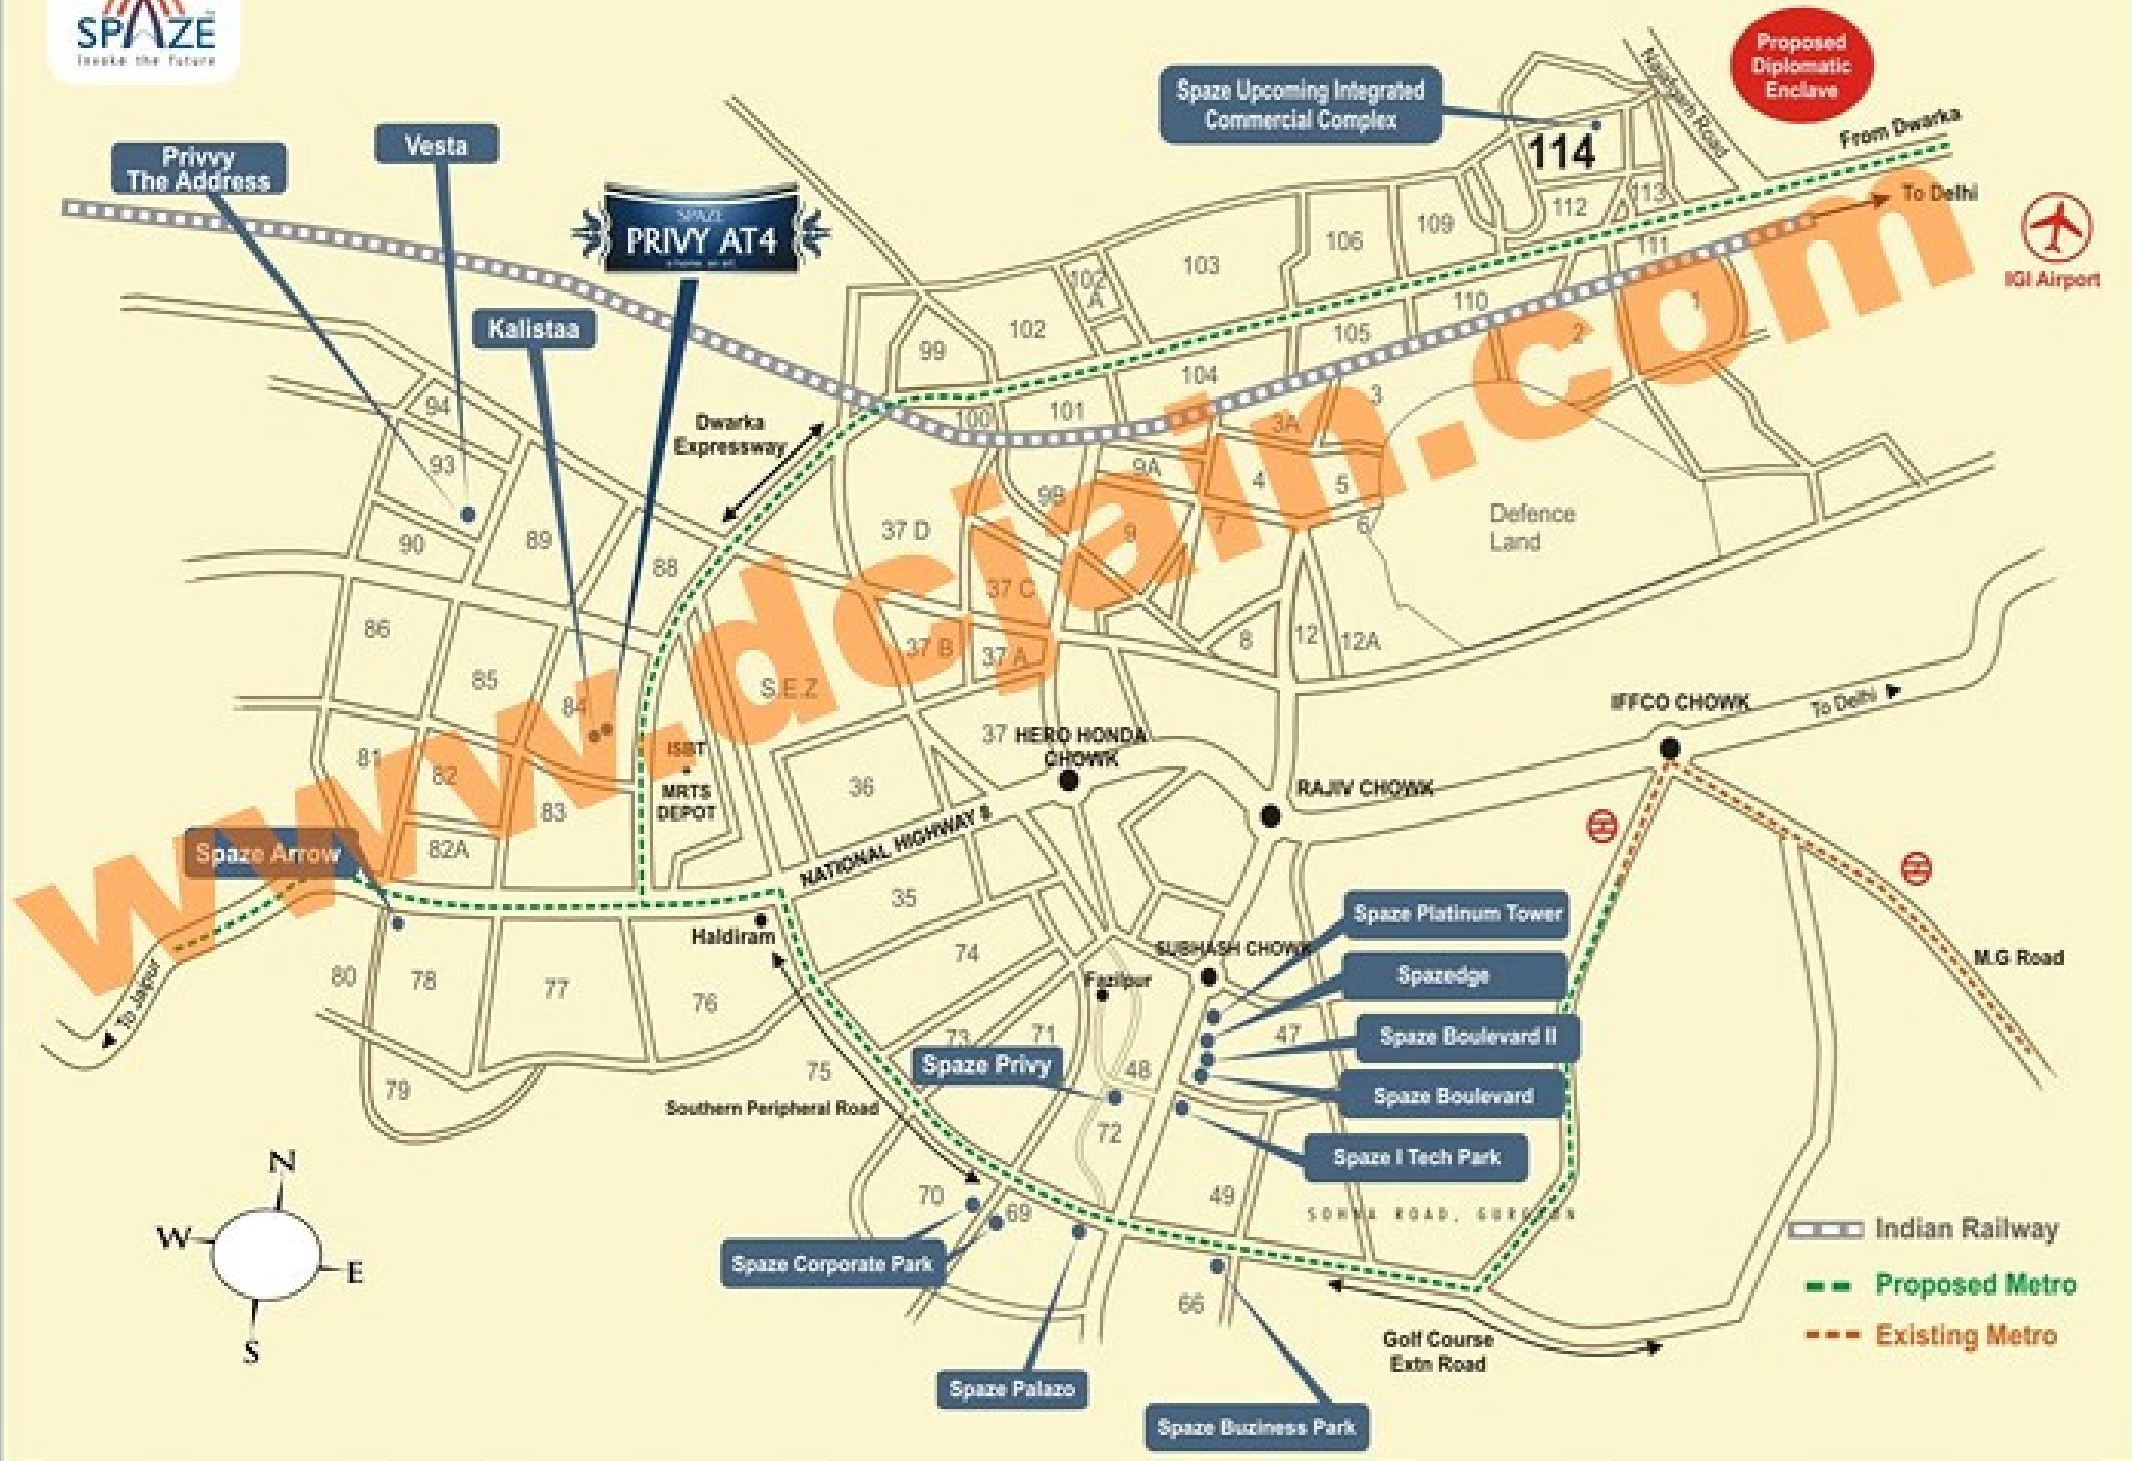 SPAZE
Invoke the Future
Proposed
Diplomatic
Enclave
Najafgarh Road
Spaze Upcoming Integrated
Commercial Complex
From Dwarka
114
Vesta
Privvy
The Address
To Delhi
113
112
SPAZE
PRIVY AT4
109
106
111
IGI Airport
103
102
A
110
1
Kalistaa
102
105
2
99
104
94
100
101
3
3A
Dwarka
Expressway
93
9A
9B
4
5
37 D
9
7
6
Defence
Land
90
89
88
37 C
86
37 B
37 A
8
12
12A
85
S.E.Z
84
IFFCO CHOWK
To Delhi
37
HERO HONDA
CHOWK
ISBT
MRTS
DEPOT
81
82
83
36
RAJIV CHOWK
NATIONAL HIGHWAY 8
82A
Spaze Arrow
35
Spaze Platinum Tower
Haldiram
74
SUBHASH CHOWK
M.G Road
Spazedge
Fazilpur
80
78
77
76
To Jaipur
73
71
47
Spaze Boulevard II
Spaze Privy
48
75
79
Spaze Boulevard
Southern Peripheral Road
72
Spaze I Tech Park
70
69
49
SOHNA ROAD, GURGAON
N
W
E
S
Spaze Corporate Park
66
Indian Railway
Proposed Metro
Existing Metro
Golf Course
Extn Road
Spaze Palazo
Spaze Buziness Park
www.dcjain.com